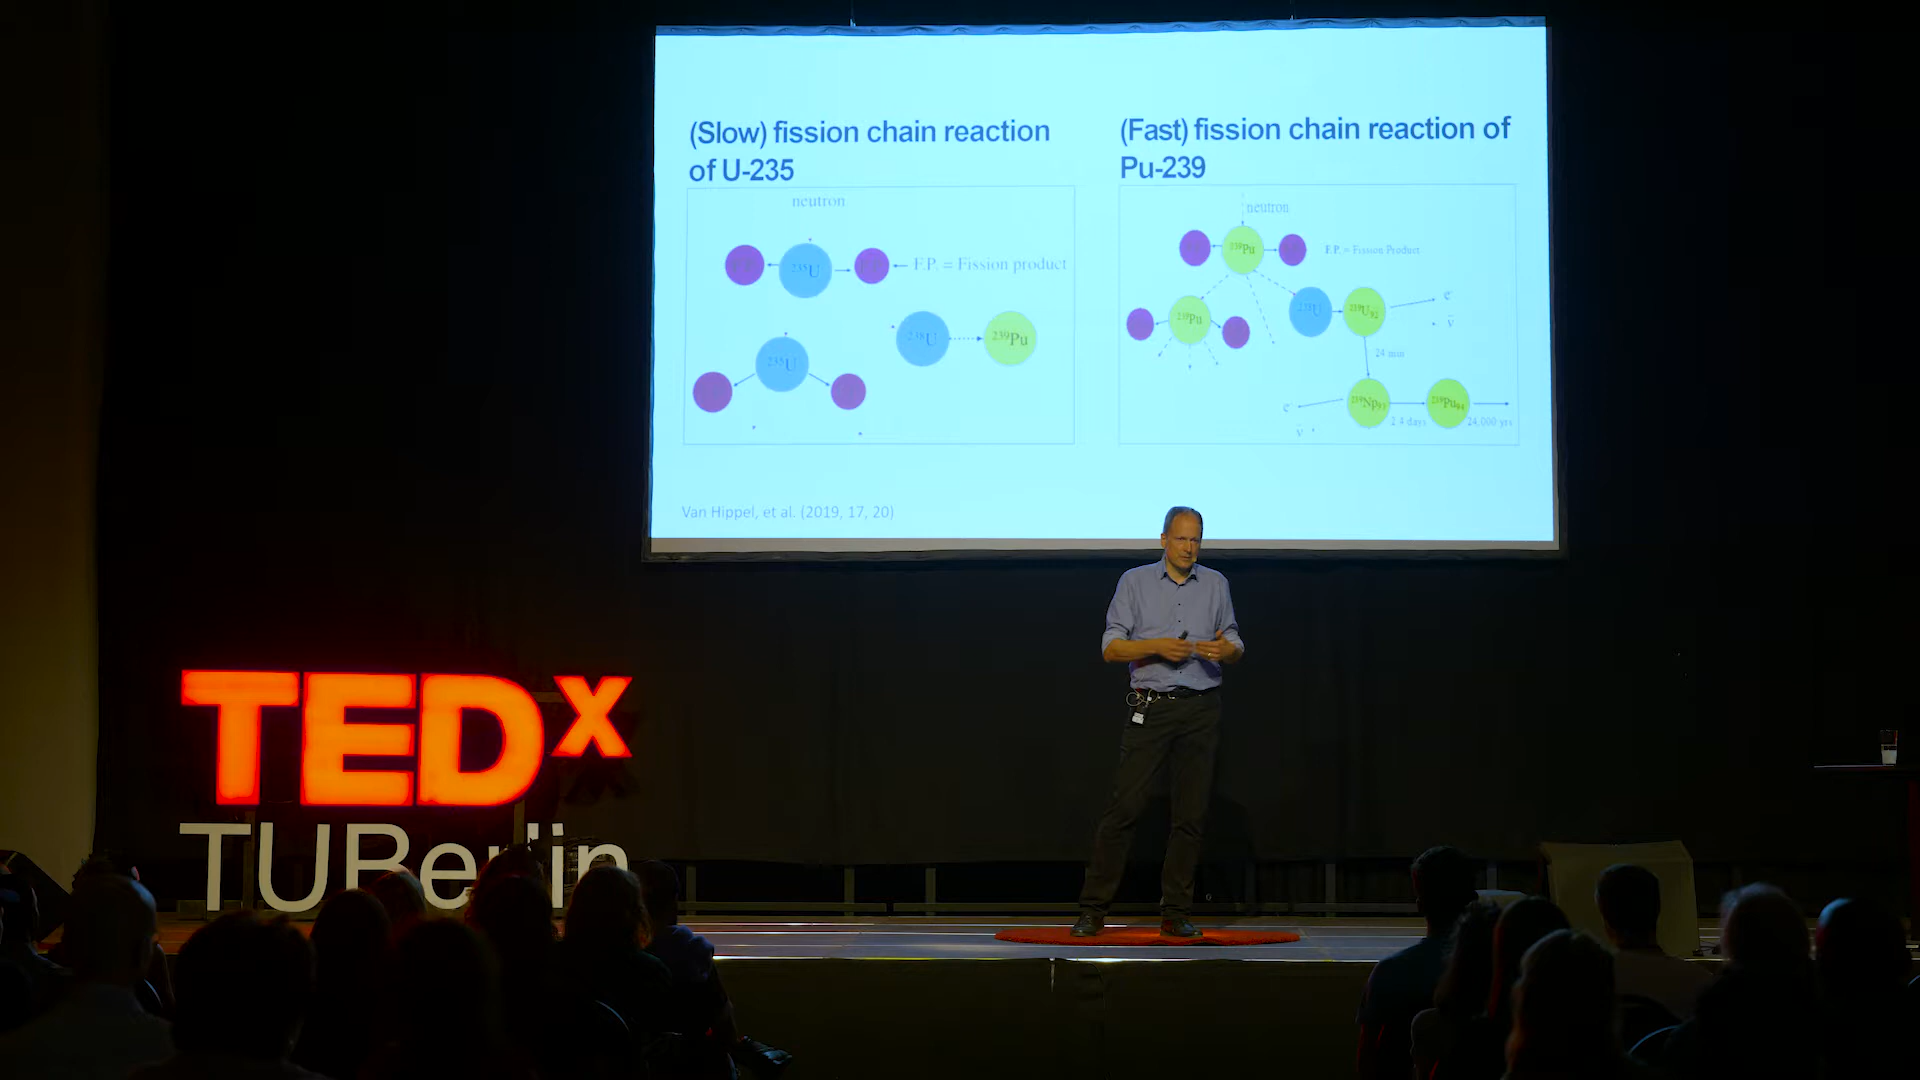 (Slow) fission chain reaction
of U-235
neutron
235U
F.P. = Fission product
238U
239Pu
235U
(Fast) fission chain reaction of
Pu-239
neutron
239Pu
F.P. = Fission Product
239Pu
238U
239U92
e-
ν̄
24 min
e-
239Np93
239Pu94
2.4 days
24,000 yrs
ν̄
Van Hippel, et al. (2019, 17, 20)
TEDx
TUBerlin